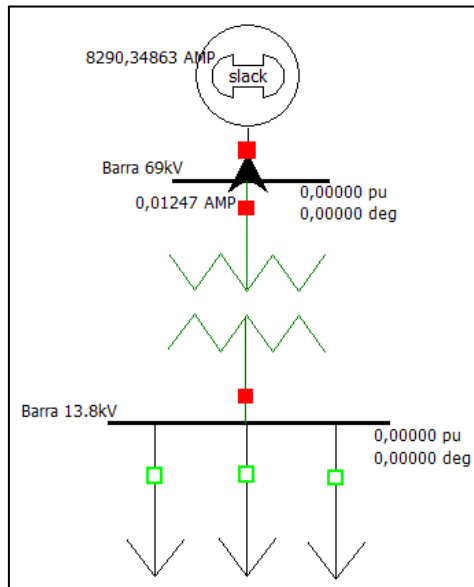 8290,34863 AMP
slack
Barra 69kV
0,00000 pu
0,01247 AMP
0,00000 deg
Barra 13.8kV
0,00000 pu
0,00000 deg